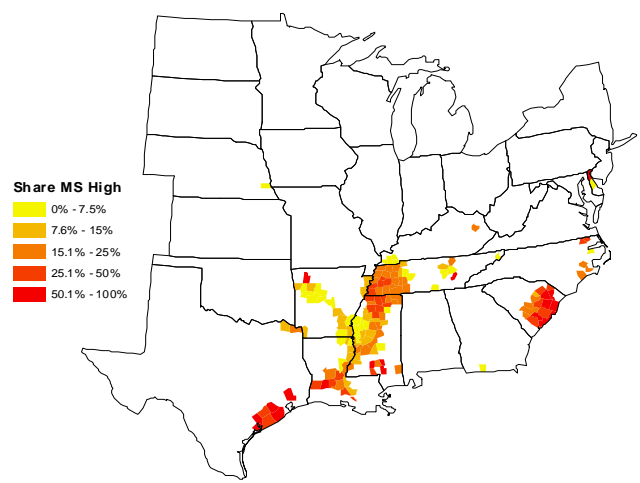 Share MS High
0% - 7.5%
7.6% - 15%
15.1% - 25%
25.1% - 50%
50.1% - 100%